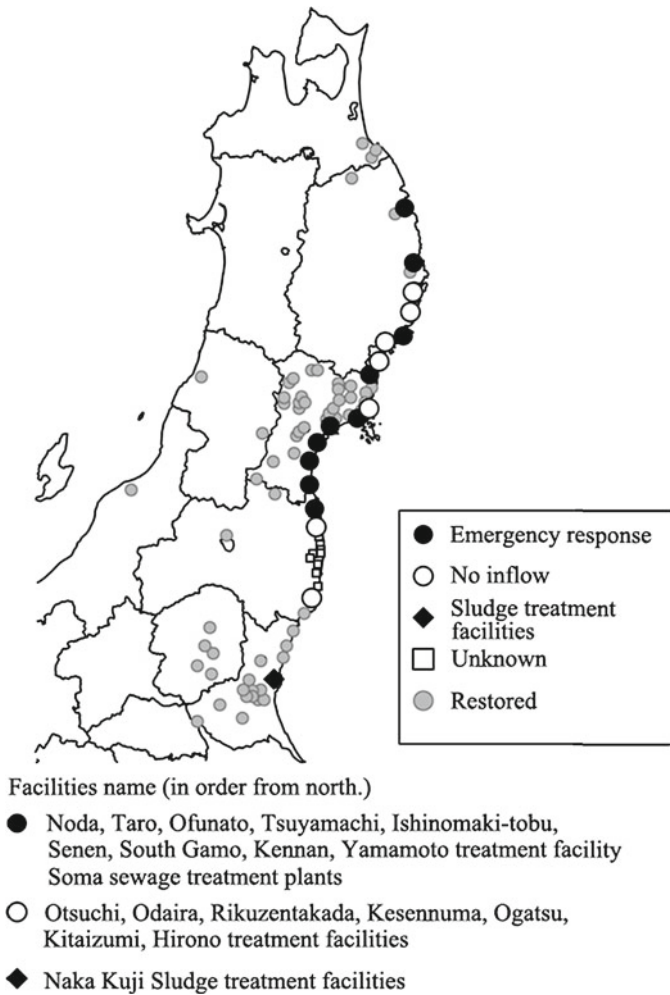 Emergency response
No inflow
Sludge treatment
facilities
Unknown
Restored
Facilities name (in order from north.)
Noda, Taro, Ofunato, Tsuyamachi, Ishinomaki-tobu,
Senen, South Gamo, Kennan, Yamamoto treatment facility
Soma sewage treatment plants
Otsuchi, Odaira, Rikuzentakada, Kesennuma, Ogatsu,
Kitaizumi, Hirono treatment facilities
Naka Kuji Sludge treatment facilities